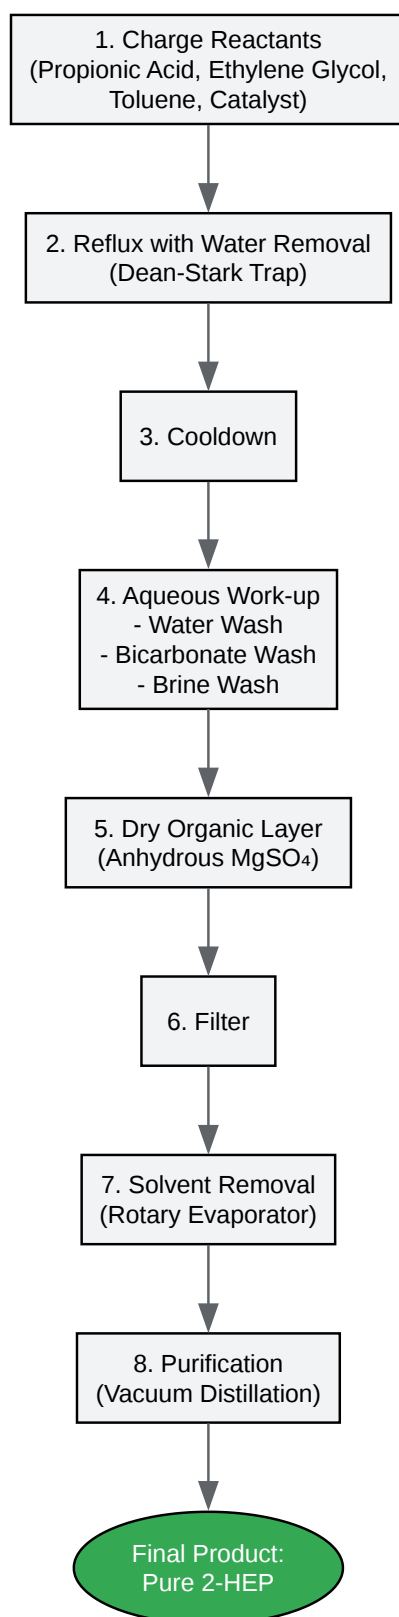 1. Charge Reactants
(Propionic Acid, Ethylene Glycol,
Toluene, Catalyst)
2. Reflux with Water Removal
(Dean-Stark Trap)
3. Cooldown
4. Aqueous Work-up
- Water Wash
- Bicarbonate Wash
- Brine Wash
5. Dry Organic Layer
(Anhydrous MgSO₄)
6. Filter
7. Solvent Removal
(Rotary Evaporator)
8. Purification
(Vacuum Distillation)
Final Product:
Pure 2-HEP